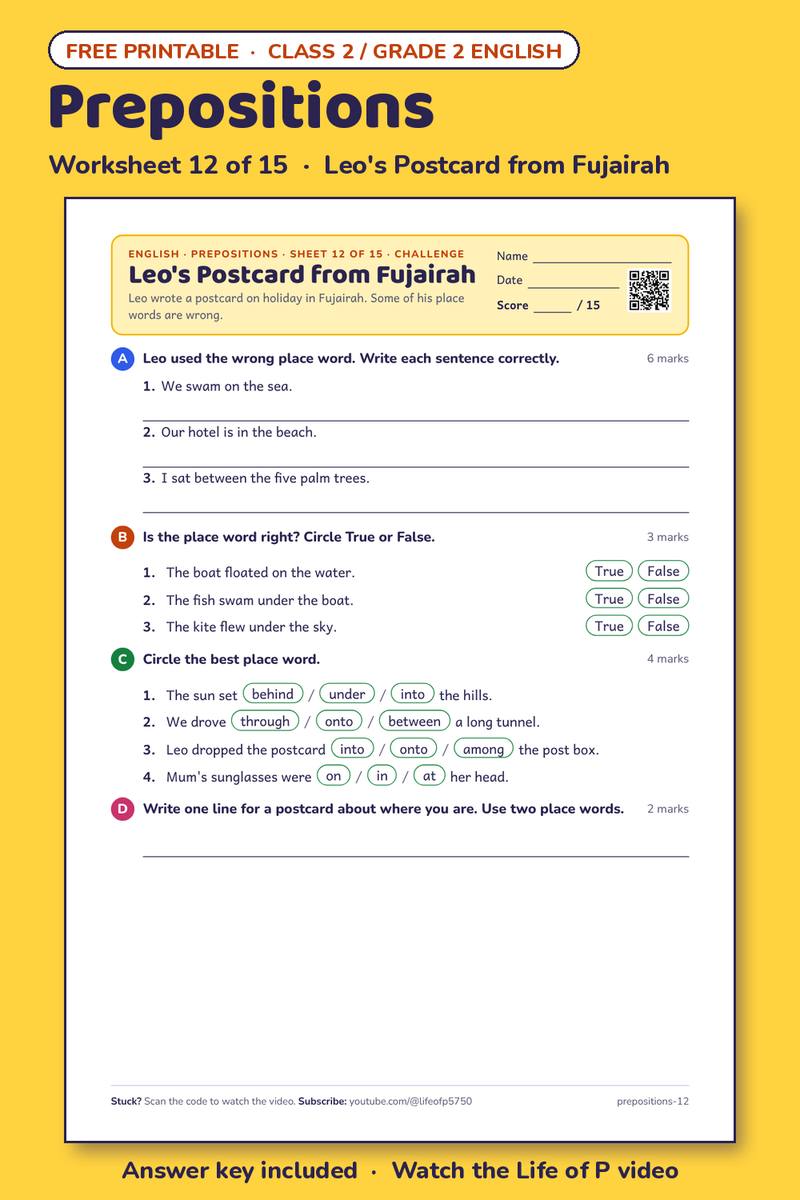 FREE PRINTABLE · CLASS 2 / GRADE 2 ENGLISH
Prepositions
Worksheet 12 of 15 · Leo's Postcard from Fujairah
ENGLISH · PREPOSITIONS · SHEET 12 OF 15 · CHALLENGE
Leo's Postcard from Fujairah
Leo wrote a postcard on holiday in Fujairah. Some of his place
words are wrong.
Name
Date
Score / 15
A Leo used the wrong place word. Write each sentence correctly. 6 marks
1. We swam on the sea.
2. Our hotel is in the beach.
3. I sat between the five palm trees.
B Is the place word right? Circle True or False. 3 marks
1. The boat floated on the water. True False
2. The fish swam under the boat. True False
3. The kite flew under the sky. True False
C Circle the best place word. 4 marks
1. The sun set behind / under / into the hills.
2. We drove through / onto / between a long tunnel.
3. Leo dropped the postcard into / onto / among the post box.
4. Mum's sunglasses were on / in / at her head.
D Write one line for a postcard about where you are. Use two place words. 2 marks
Stuck? Scan the code to watch the video. Subscribe: youtube.com/@lifeofp5750 prepositions-12
Answer key included · Watch the Life of P video